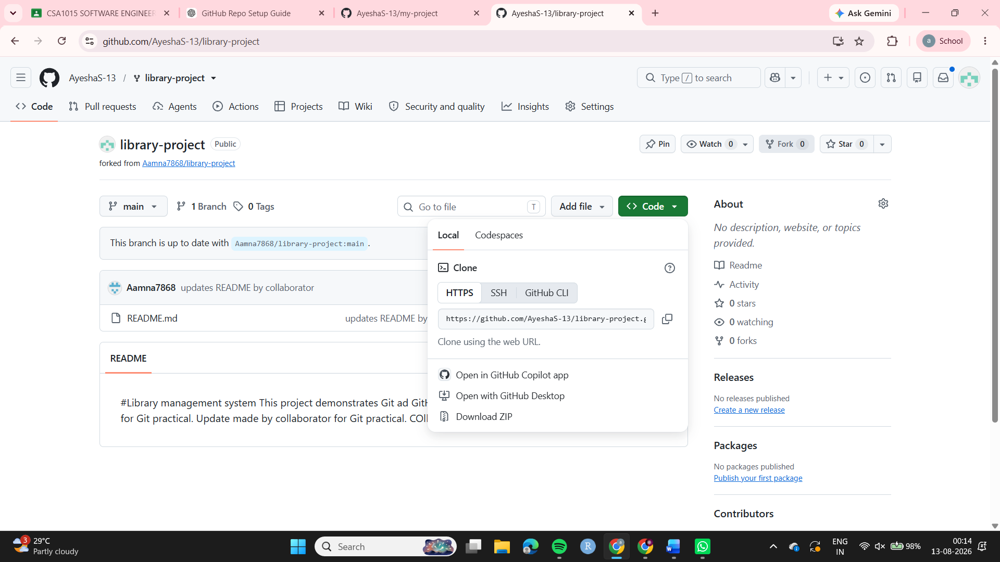 CSA1015 SOFTWARE ENGINEER
GitHub Repo Setup Guide
AyeshaS-13/my-project
AyeshaS-13/library-project
Ask Gemini
github.com/AyeshaS-13/library-project
a School
AyeshaS-13 / library-project
Type / to search
Code
Pull requests
Agents
Actions
Projects
Wiki
Security and quality
Insights
Settings
library-project Public
Pin
Watch 0
Fork 0
Star 0
forked from Aamna7868/library-project
main
1 Branch
0 Tags
Go to file T
Add file
Code
This branch is up to date with Aamna7868/library-project:main .
Aamna7868 updates README by collaborator
README.md updates README by
README
#Library management system This project demonstrates Git ad GitH
for Git practical. Update made by collaborator for Git practical. COll
Local
Codespaces
Clone
HTTPS
SSH
GitHub CLI
https://github.com/AyeshaS-13/library-project.g
Clone using the web URL.
Open in GitHub Copilot app
Open with GitHub Desktop
Download ZIP
About
No description, website, or topics
provided.
Readme
Activity
0 stars
0 watching
0 forks
Releases
No releases published
Create a new release
Packages
No packages published
Publish your first package
Contributors
3
29°C
Partly cloudy
Search
R
a
W
ENG
IN
98%
00:14
13-08-2026